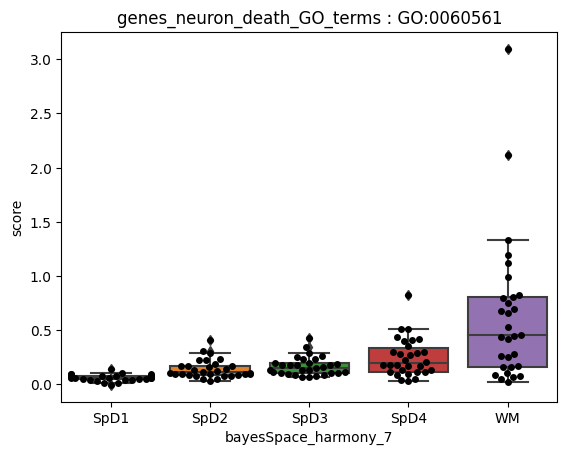 genes_neuron_death_GO_terms : GO:0060561
score
3.0
2.5
2.0
1.5
1.0
0.5
0.0
SpD1 SpD2 SpD3 SpD4 WM
bayesSpace_harmony_7